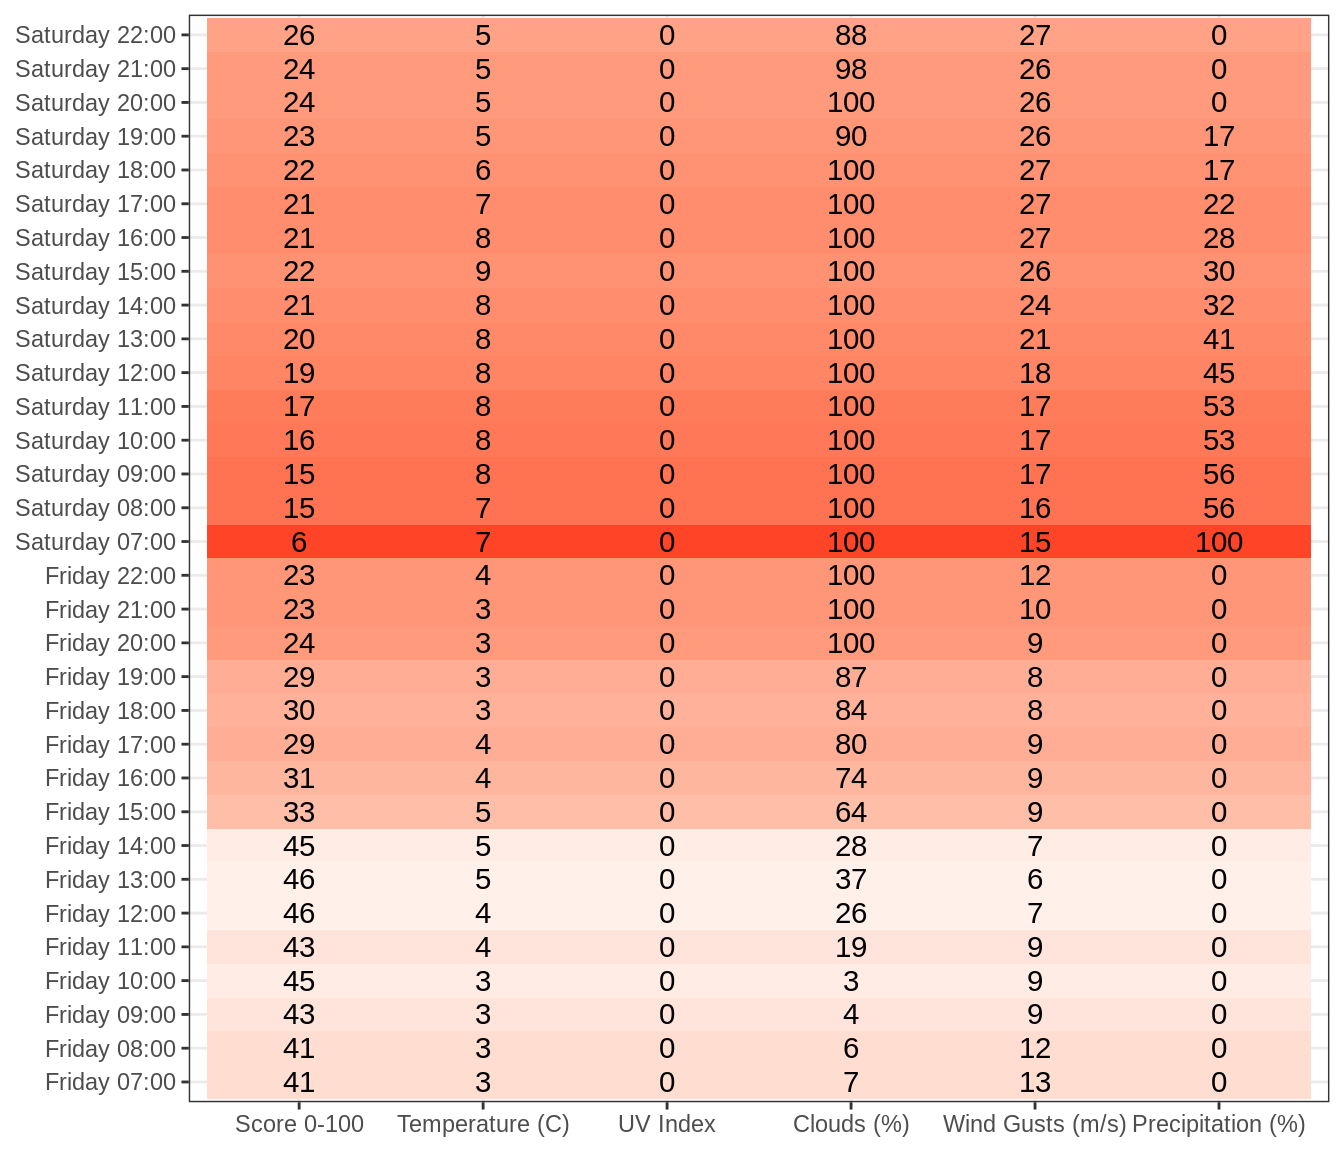 Saturday 22:00 26 5 0 88 27 0
Saturday 21:00 24 5 0 98 26 0
Saturday 20:00 24 5 0 100 26 0
Saturday 19:00 23 5 0 90 26 17
Saturday 18:00 22 6 0 100 27 17
Saturday 17:00 21 7 0 100 27 22
Saturday 16:00 21 8 0 100 27 28
Saturday 15:00 22 9 0 100 26 30
Saturday 14:00 21 8 0 100 24 32
Saturday 13:00 20 8 0 100 21 41
Saturday 12:00 19 8 0 100 18 45
Saturday 11:00 17 8 0 100 17 53
Saturday 10:00 16 8 0 100 17 53
Saturday 09:00 15 8 0 100 17 56
Saturday 08:00 15 7 0 100 16 56
Saturday 07:00 6 7 0 100 15 100
Friday 22:00 23 4 0 100 12 0
Friday 21:00 23 3 0 100 10 0
Friday 20:00 24 3 0 100 9 0
Friday 19:00 29 3 0 87 8 0
Friday 18:00 30 3 0 84 8 0
Friday 17:00 29 4 0 80 9 0
Friday 16:00 31 4 0 74 9 0
Friday 15:00 33 5 0 64 9 0
Friday 14:00 45 5 0 28 7 0
Friday 13:00 46 5 0 37 6 0
Friday 12:00 46 4 0 26 7 0
Friday 11:00 43 4 0 19 9 0
Friday 10:00 45 3 0 3 9 0
Friday 09:00 43 3 0 4 9 0
Friday 08:00 41 3 0 6 12 0
Friday 07:00 41 3 0 7 13 0
Score 0-100 Temperature (C) UV Index Clouds (%) Wind Gusts (m/s) Precipitation (%)